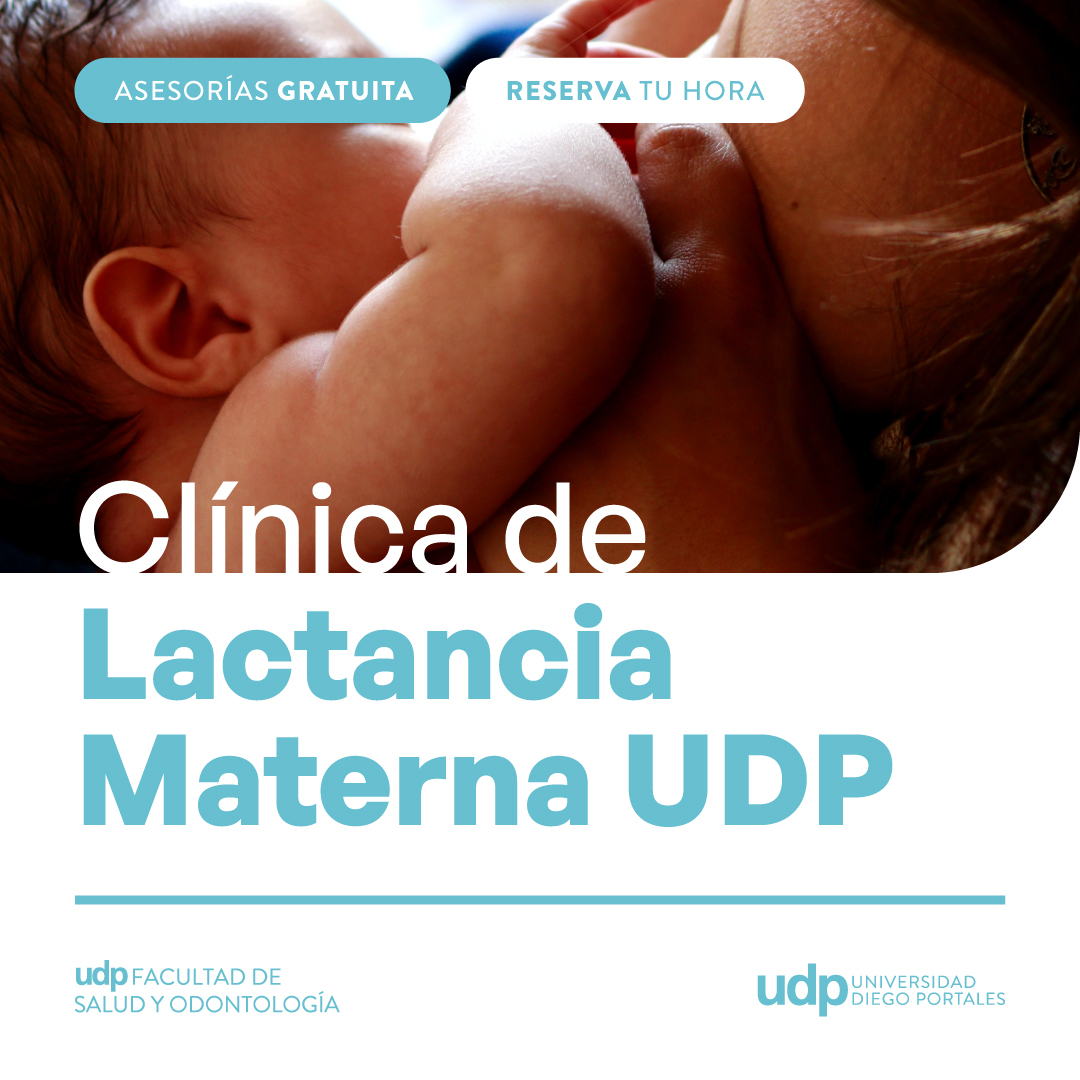 ASESORÍAS GRATUITA
RESERVA TU HORA
Clínica de
Lactancia
Materna UDP
udp FACULTAD DE
SALUD Y ODONTOLOGÍA
udp UNIVERSIDAD
DIEGO PORTALES